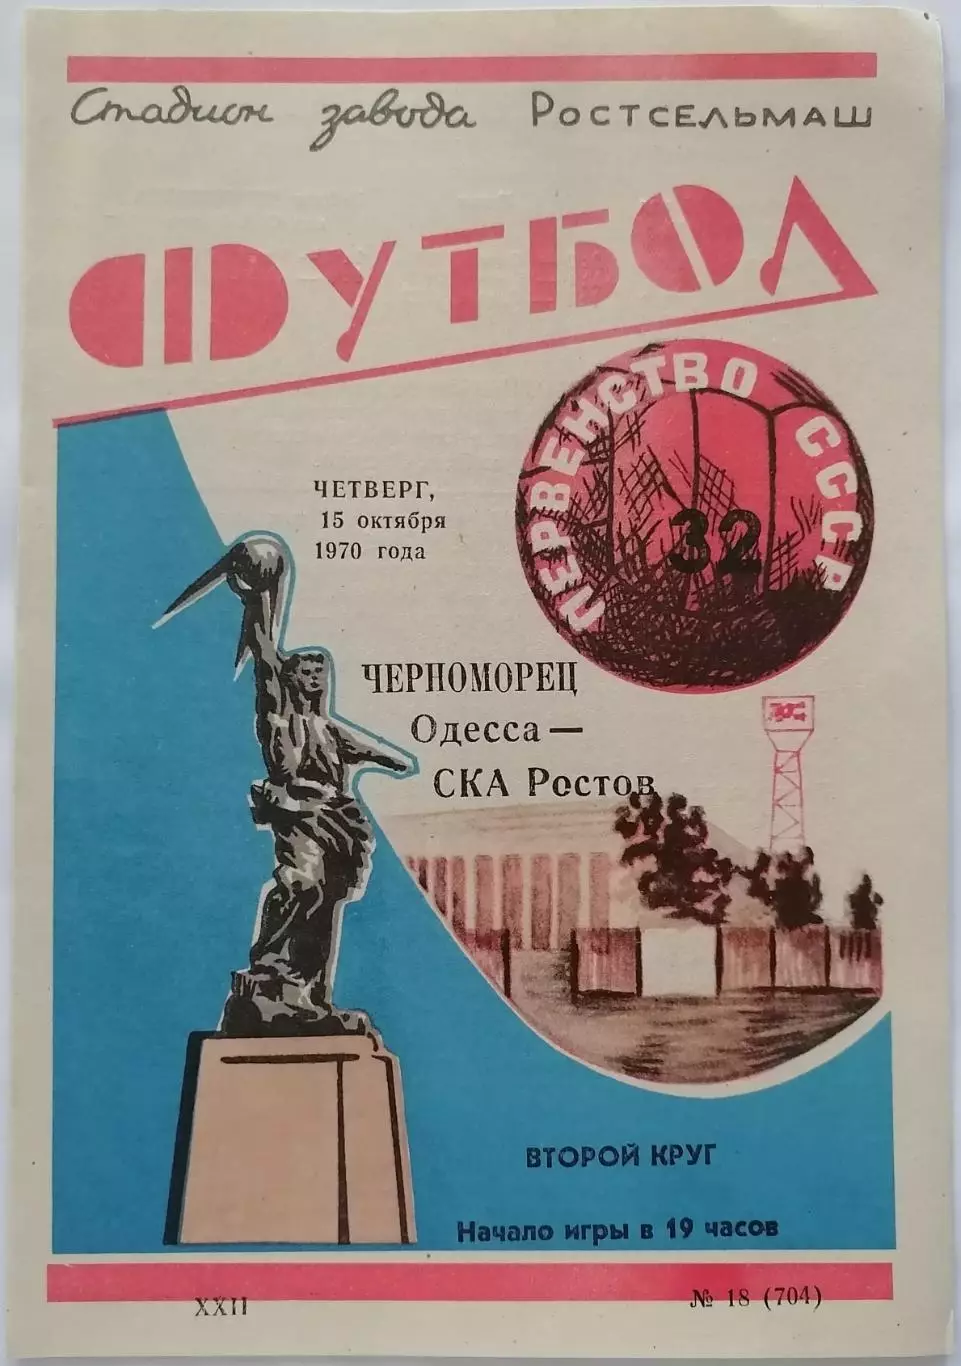 Стадион завода Ростсельмаш
ФУТБОЛ
ПЕРВЕНСТВО СССР
32
ЧЕТВЕРГ,
15 октября
1970 года
ЧЕРНОМОРЕЦ
Одесса —
СКА Ростов
ВТОРОЙ КРУГ
Начало игры в 19 часов
XXII
№ 18 (704)